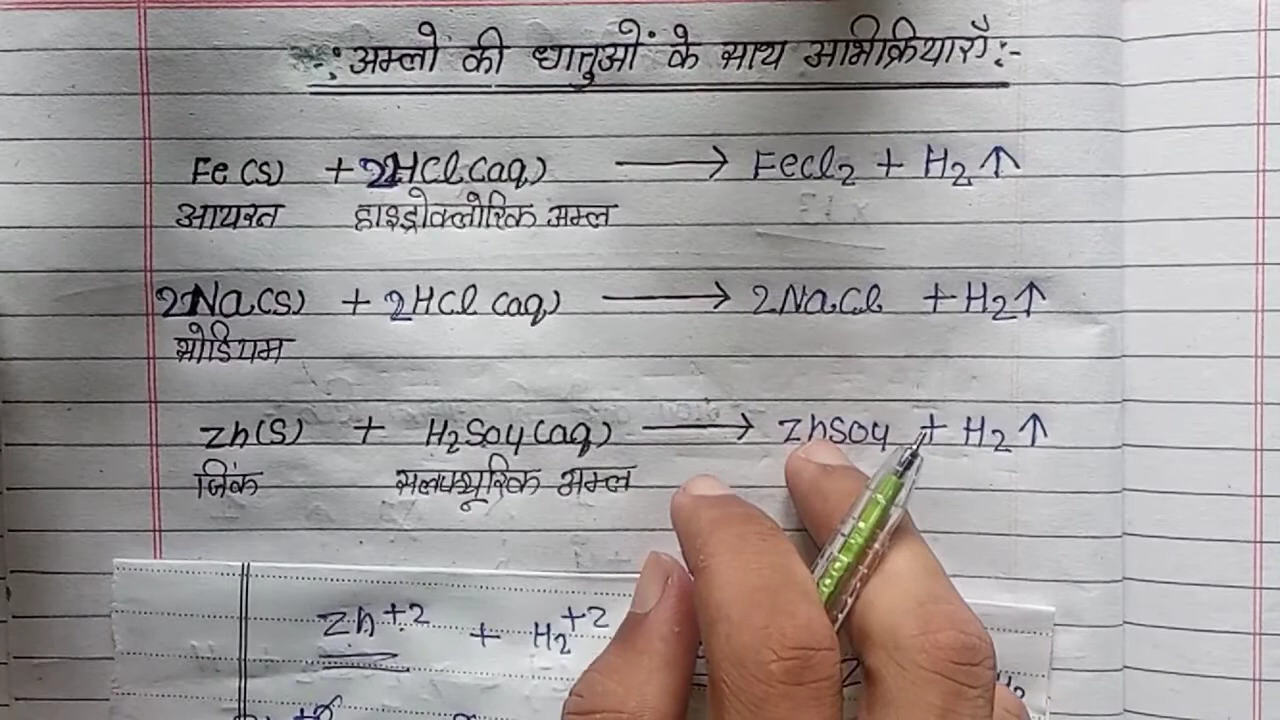 :अम्लों की धातुओं के साथ अभिक्रियाएँ:-
Fe(s) + 2HCl(aq) ⟶ FeCl2 + H2↑
आयरन हाइड्रोक्लोरिक अम्ल
2Na(s) + 2HCl(aq) ⟶ 2NaCl + H2↑
सोडियम
Zn(s) + H2SO4(aq) ⟶ ZnSO4 + H2↑
जिंक सलफ्यूरिक अम्ल
Zn+2 + H2+2